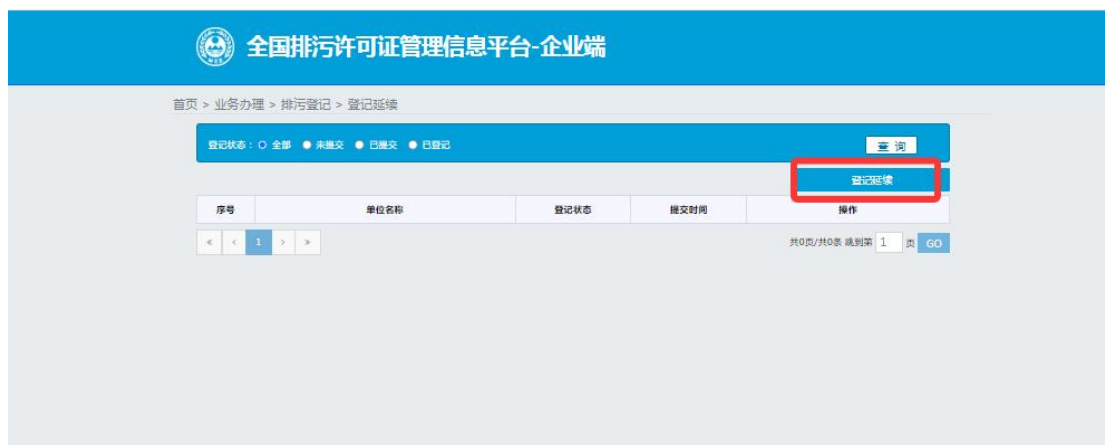 全国排污许可证管理信息平台-企业端
首页 > 业务办理 > 排污登记 > 登记延续
登记状态： 全部 未提交 已提交 已登记 查 询
登记延续
序号 单位名称 登记状态 提交时间 操作
« < 1 > » 共0页/共0条 跳到第 1 页 GO